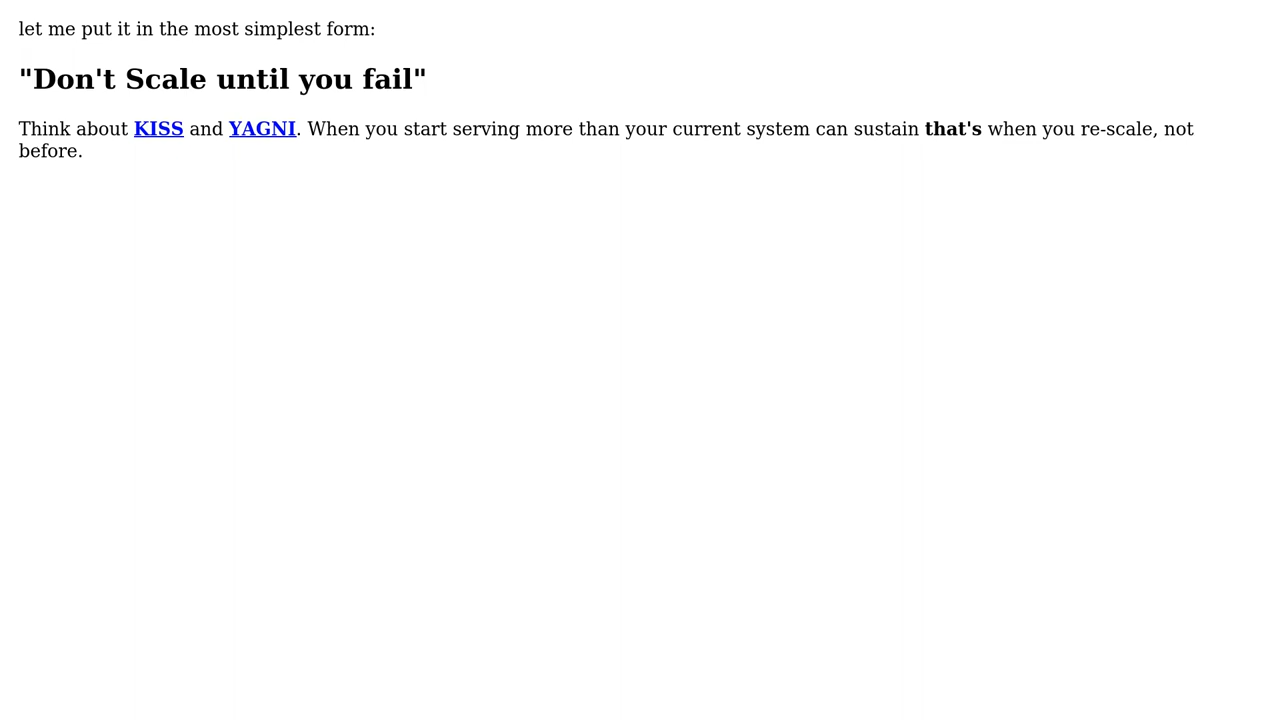 let me put it in the most simplest form:
"Don't Scale until you fail"
Think about KISS and YAGNI. When you start serving more than your current system can sustain that's when you re-scale, not
before.